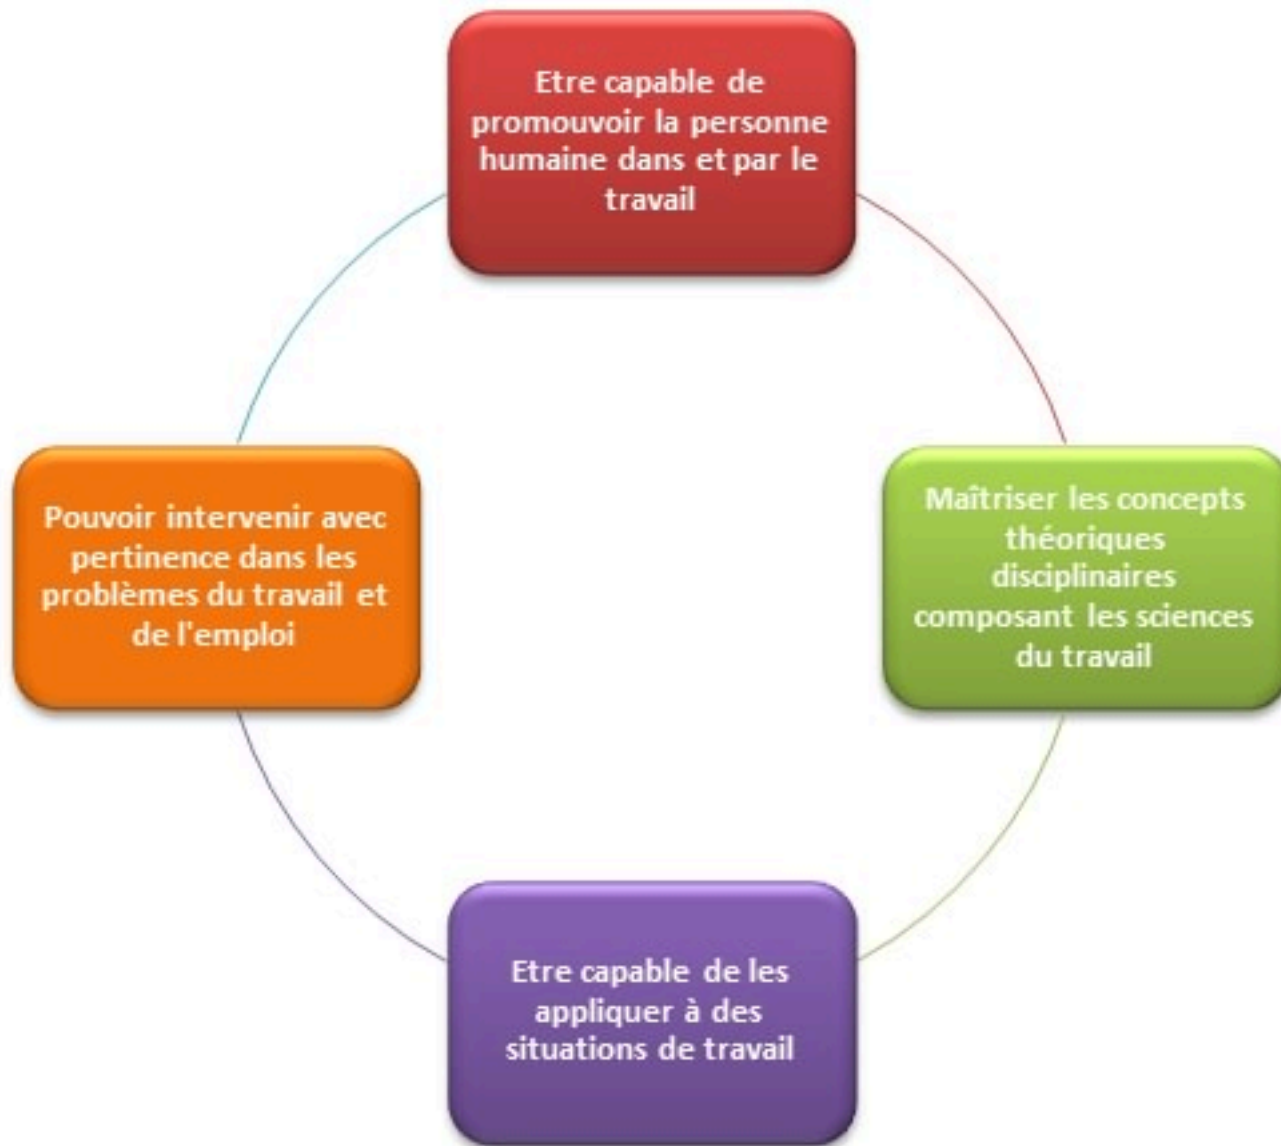 Etre capable de
promouvoir la personne
humaine dans et par le
travail
Maîtriser les concepts
théoriques
disciplinaires
composant les sciences
du travail
Etre capable de les
appliquer à des
situations de travail
Pouvoir intervenir avec
pertinence dans les
problèmes du travail et
de l'emploi